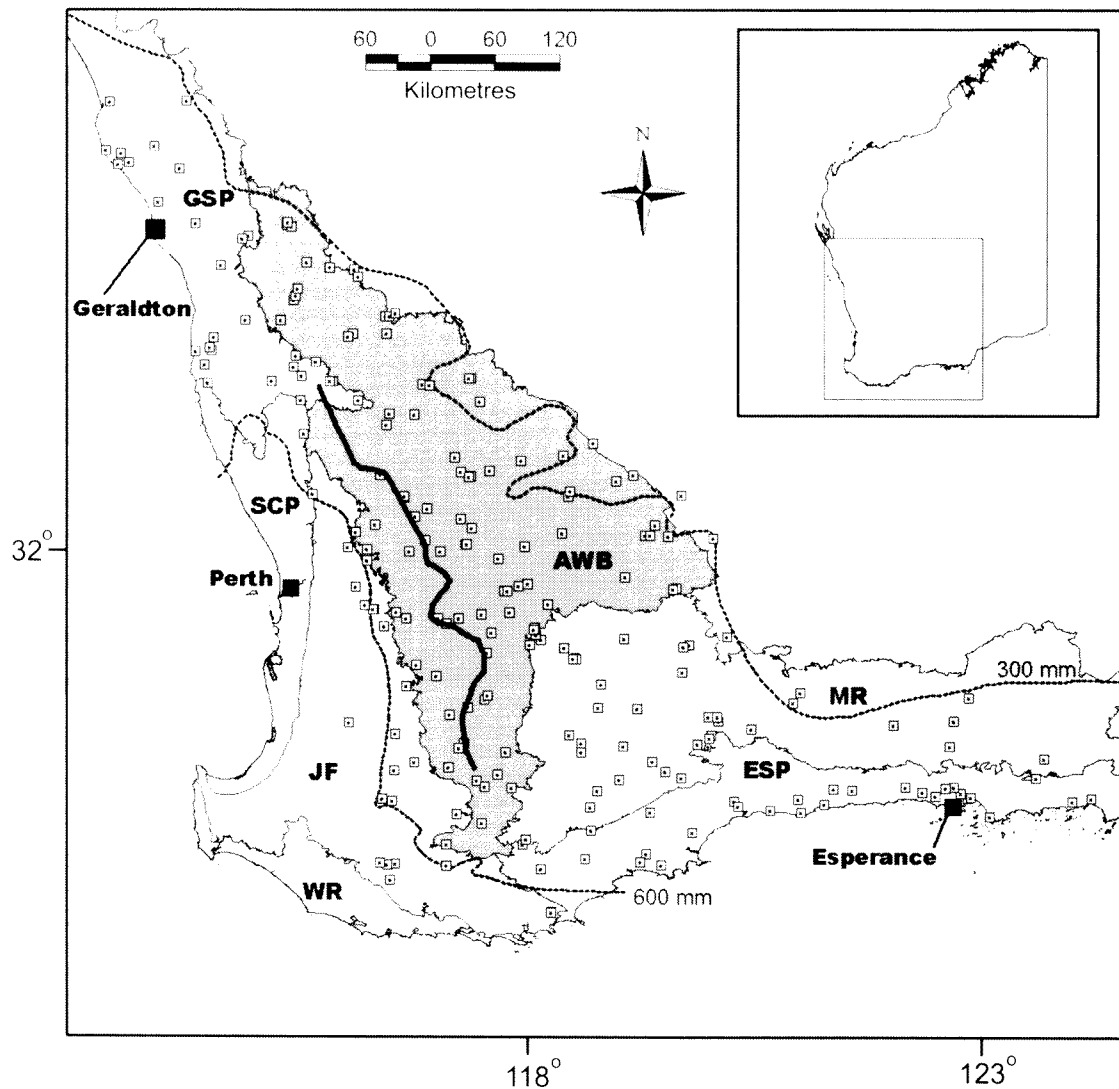 60 0 60 120
Kilometres
N
GSP
Geraldton
SCP
32°
Perth
AWB
300 mm
MR
JF
ESP
Esperance
WR
600 mm
118°
123°